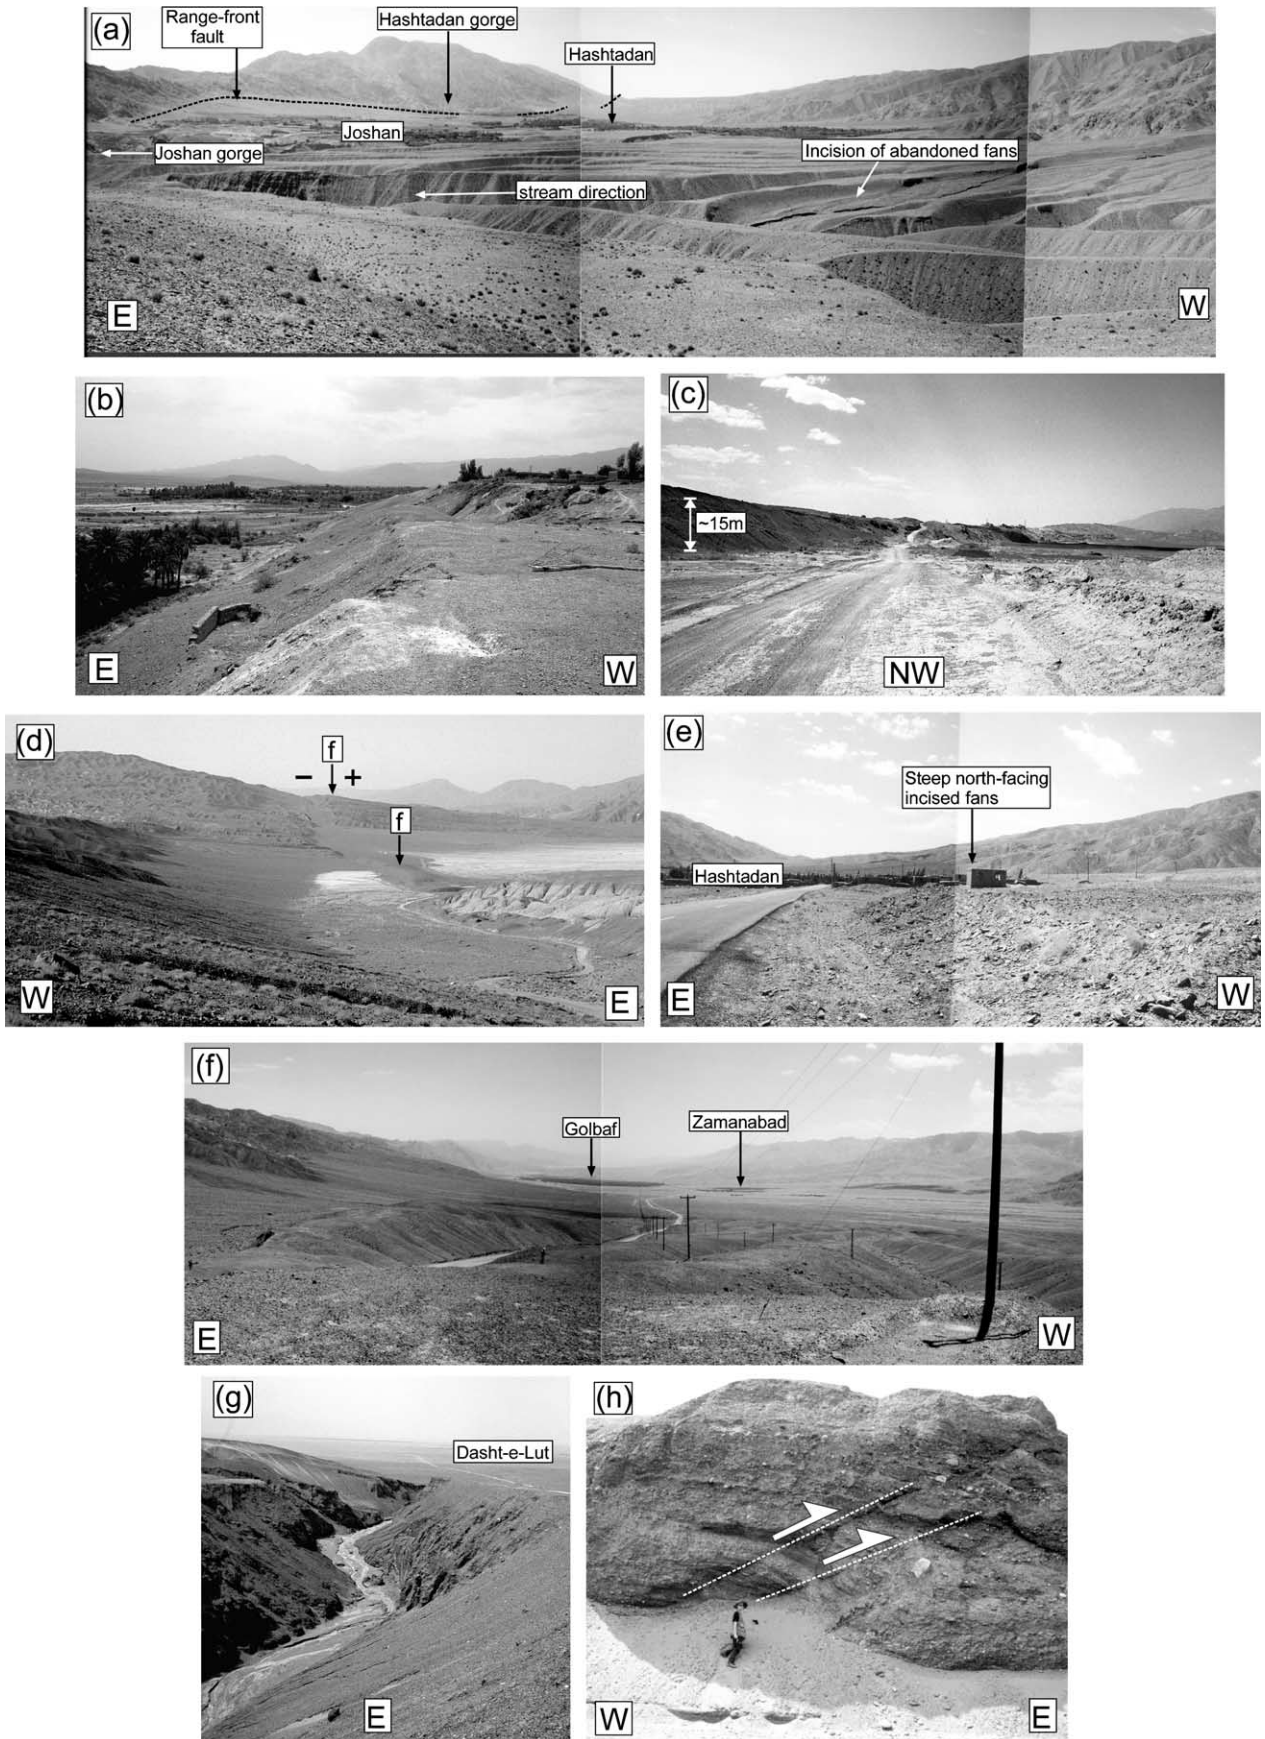 (a)
Range-front
fault
Hashtadan gorge
Hashtadan
Joshan
Joshan gorge
Incision of abandoned fans
stream direction
E
W
(b)
E
W
(c)
~15m
NW
(d)
f
− +
f
W
E
(e)
Steep north-facing
incised fans
Hashtadan
E
W
(f)
Golbaf
Zamanabad
E
W
(g)
Dasht-e-Lut
E
(h)
W
E